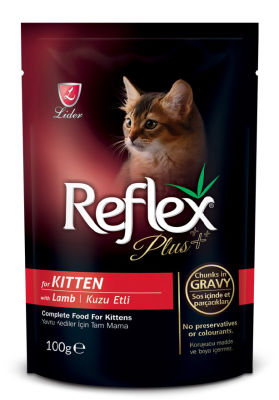 Lider
Reflex
Plus++
for KITTEN
with Lamb | Kuzu Etli
Chunks in
GRAVY
Sos içinde et
parçacıkları
Complete Food For Kittens
Yavru Kediler İçin Tam Mama
No preservatives
or colourants.
Koruyucu madde
ve boya içermez.
100g℮